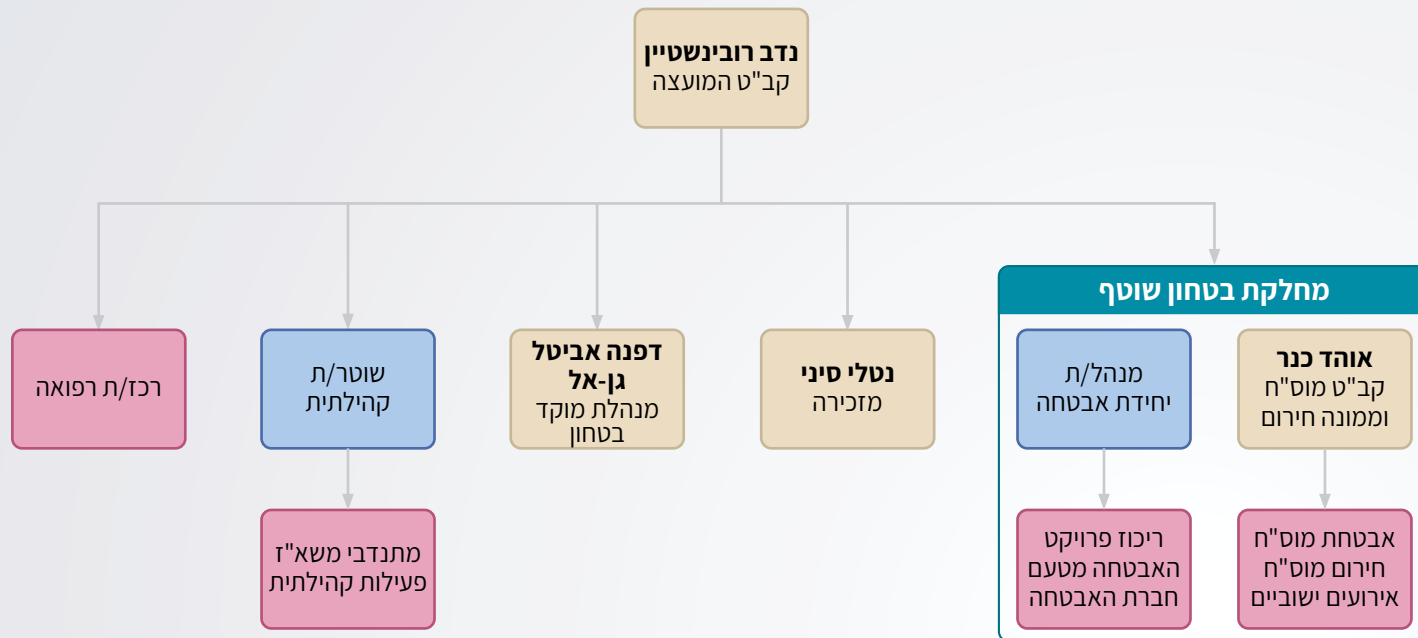 נדב רובינשטיין
קב"ט המועצה
מחלקת בטחון שוטף
אוהד כנר
קב"ט מוס"ח
וממונה חירום
מנהל/ת
יחידת אבטחה
נטלי סיני
מזכירה
דפנה אביטל
גן-אל
מנהלת מוקד
בטחון
שוטר/ת
קהילתית
רכז/ת רפואה
אבטחת מוס"ח
חירום מוס"ח
אירועים ישוביים
ריכוז פרויקט
האבטחה מטעם
חברת האבטחה
מתנדבי משא"ז
פעילות קהילתית